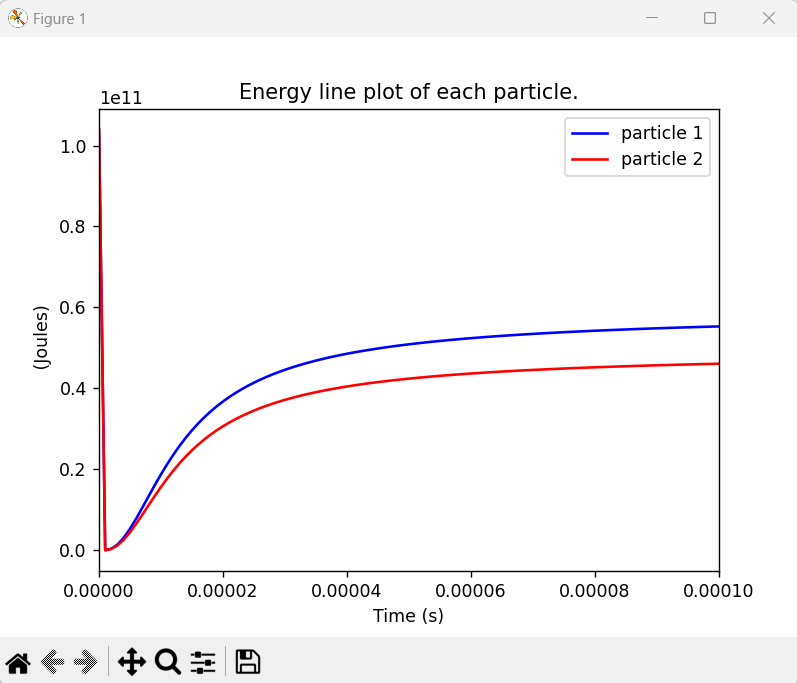 Figure 1
Energy line plot of each particle.
1e11
particle 1
particle 2
1.0
0.8
0.6
0.4
0.2
0.0
(Joules)
0.00000 0.00002 0.00004 0.00006 0.00008 0.00010
Time (s)